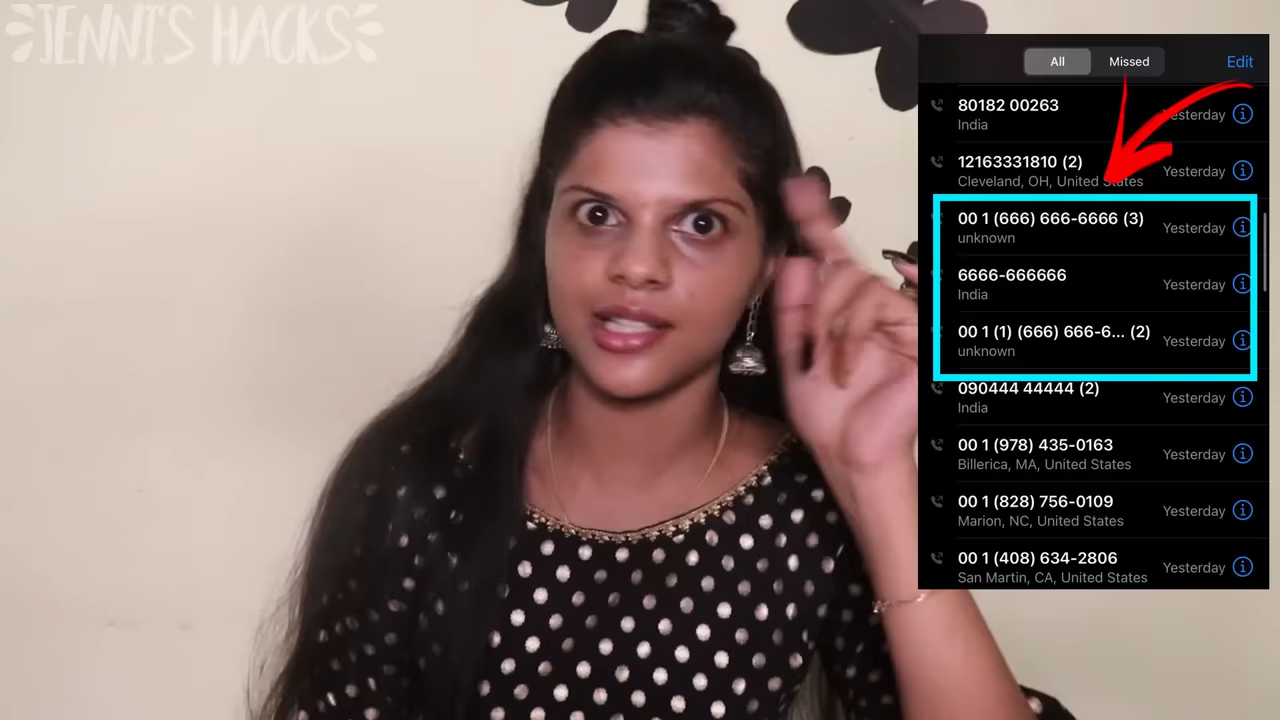 JENNI'S HACKS
All
Missed
Edit
80182 00263
India
Yesterday
12163331810 (2)
Cleveland, OH, United States
Yesterday
00 1 (666) 666-6666 (3)
unknown
Yesterday
6666-666666
India
Yesterday
00 1 (1) (666) 666-6... (2)
unknown
Yesterday
090444 44444 (2)
India
Yesterday
00 1 (978) 435-0163
Billerica, MA, United States
Yesterday
00 1 (828) 756-0109
Marion, NC, United States
Yesterday
00 1 (408) 634-2806
San Martin, CA, United States
Yesterday